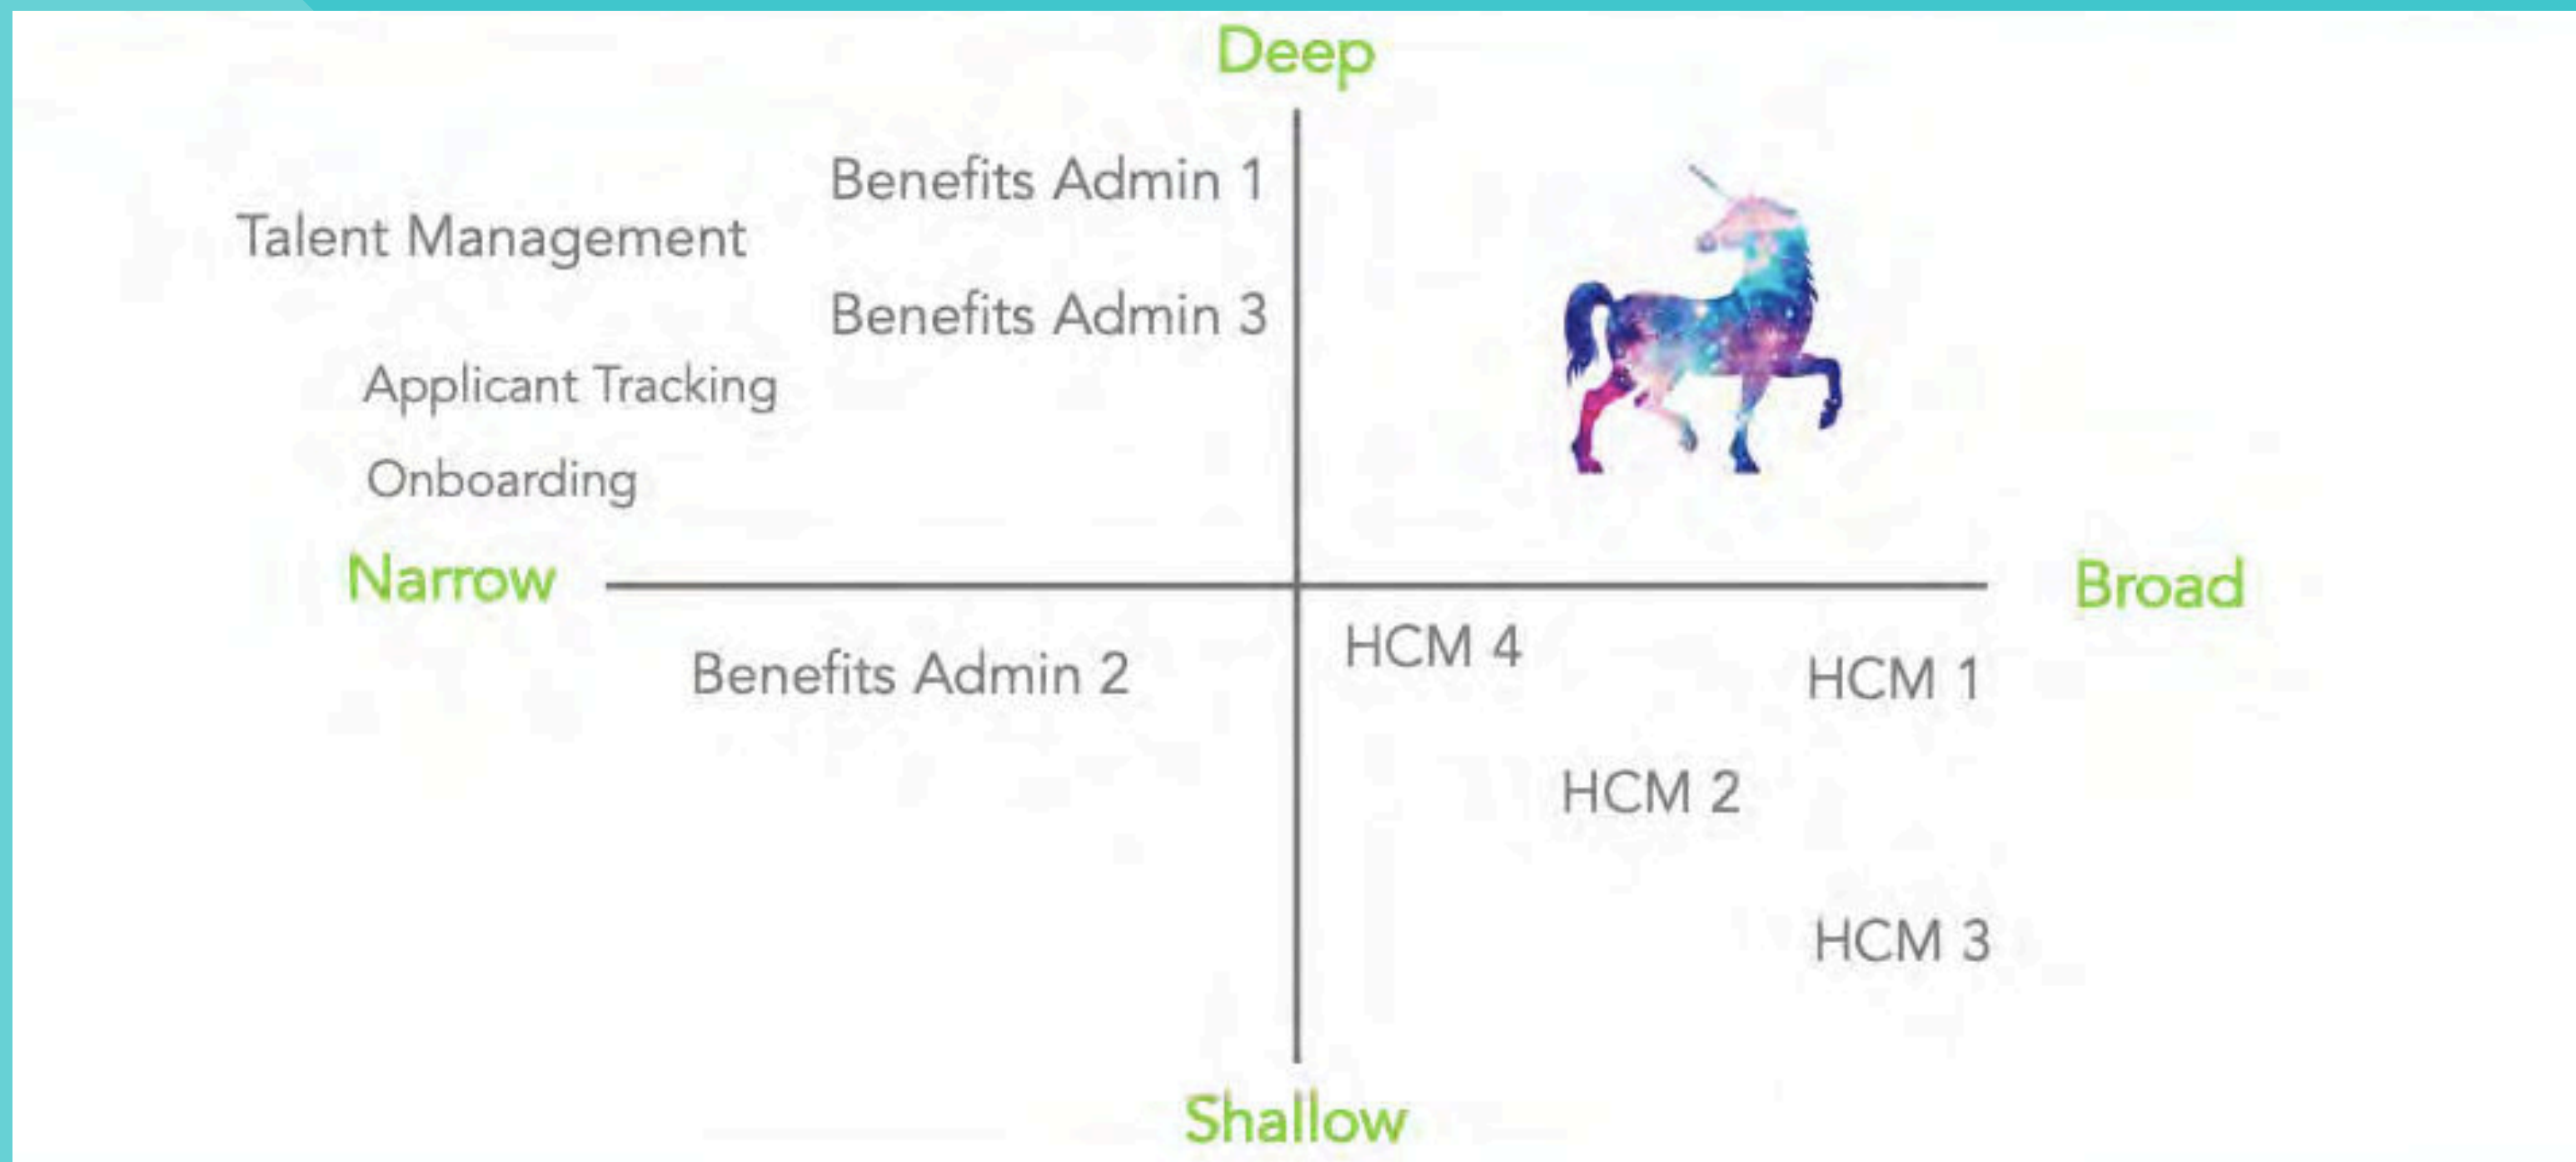 Deep
Benefits Admin 1
Talent Management
Benefits Admin 3
Applicant Tracking
Onboarding
Narrow
Broad
Benefits Admin 2
HCM 4
HCM 1
HCM 2
HCM 3
Shallow